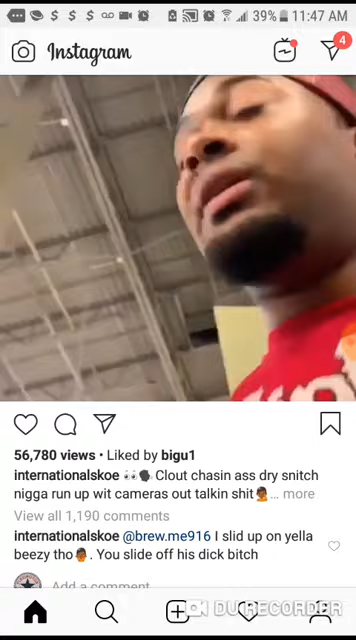 39% 11:47 AM
Instagram
4
56,780 views • Liked by bigu1
internationalskoe 👀🗣 Clout chasin ass dry snitch
nigga run up wit cameras out talkin shit🤦🏾... more
View all 1,190 comments
internationalskoe @brew.me916 I slid up on yella
beezy tho🤦🏾. You slide off his dick bitch
Add a comment
DU RECORDER